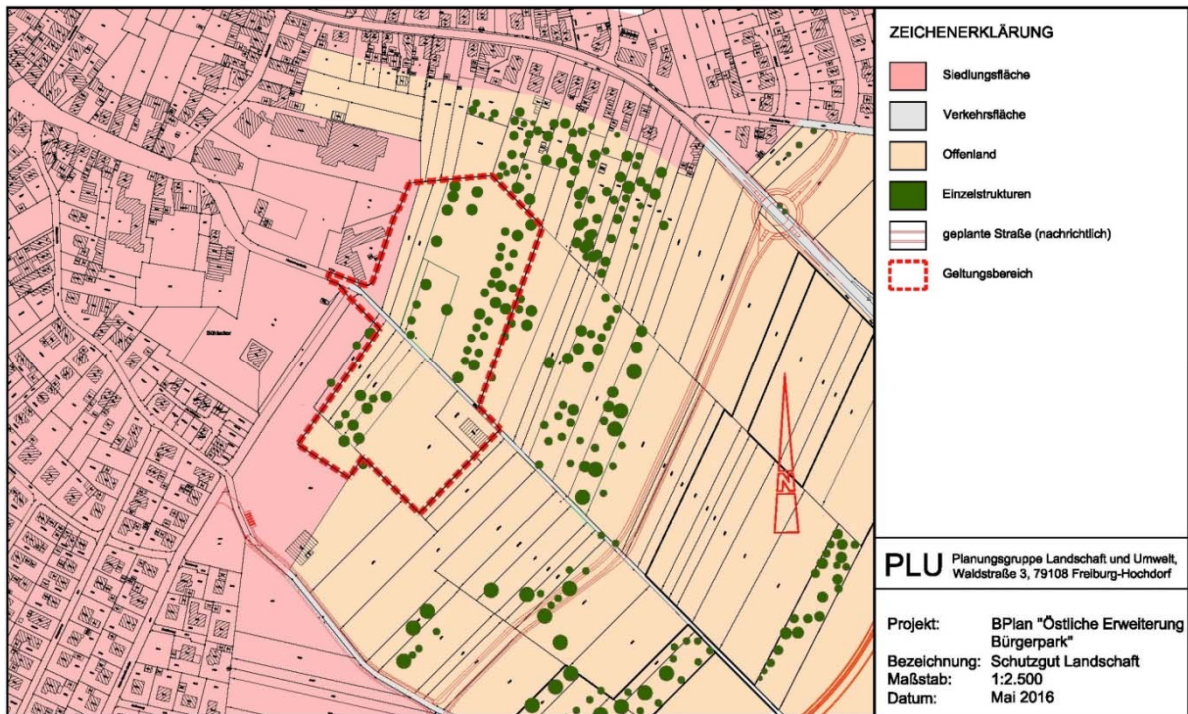 ZEICHENERKLÄRUNG
Siedlungsfläche
Verkehrsfläche
Offenland
Einzelstrukturen
geplante Straße (nachrichtlich)
Geltungsbereich
N
PLU Planungsgruppe Landschaft und Umwelt,
Waldstraße 3, 79108 Freiburg-Hochdorf
Projekt: BPlan "Östliche Erweiterung
Bürgerpark"
Bezeichnung: Schutzgut Landschaft
Maßstab: 1:2.500
Datum: Mai 2016